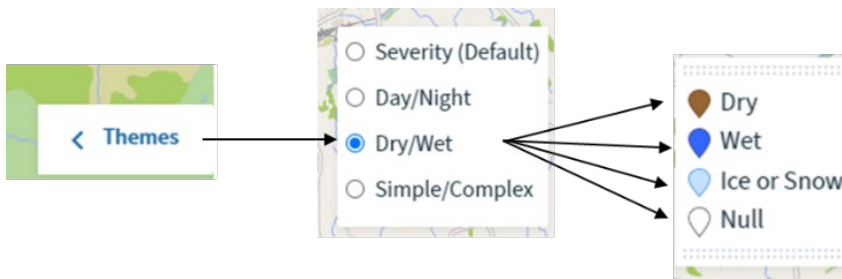 Themes
Severity (Default)
Day/Night
Dry/Wet
Simple/Complex
Dry
Wet
Ice or Snow
Null